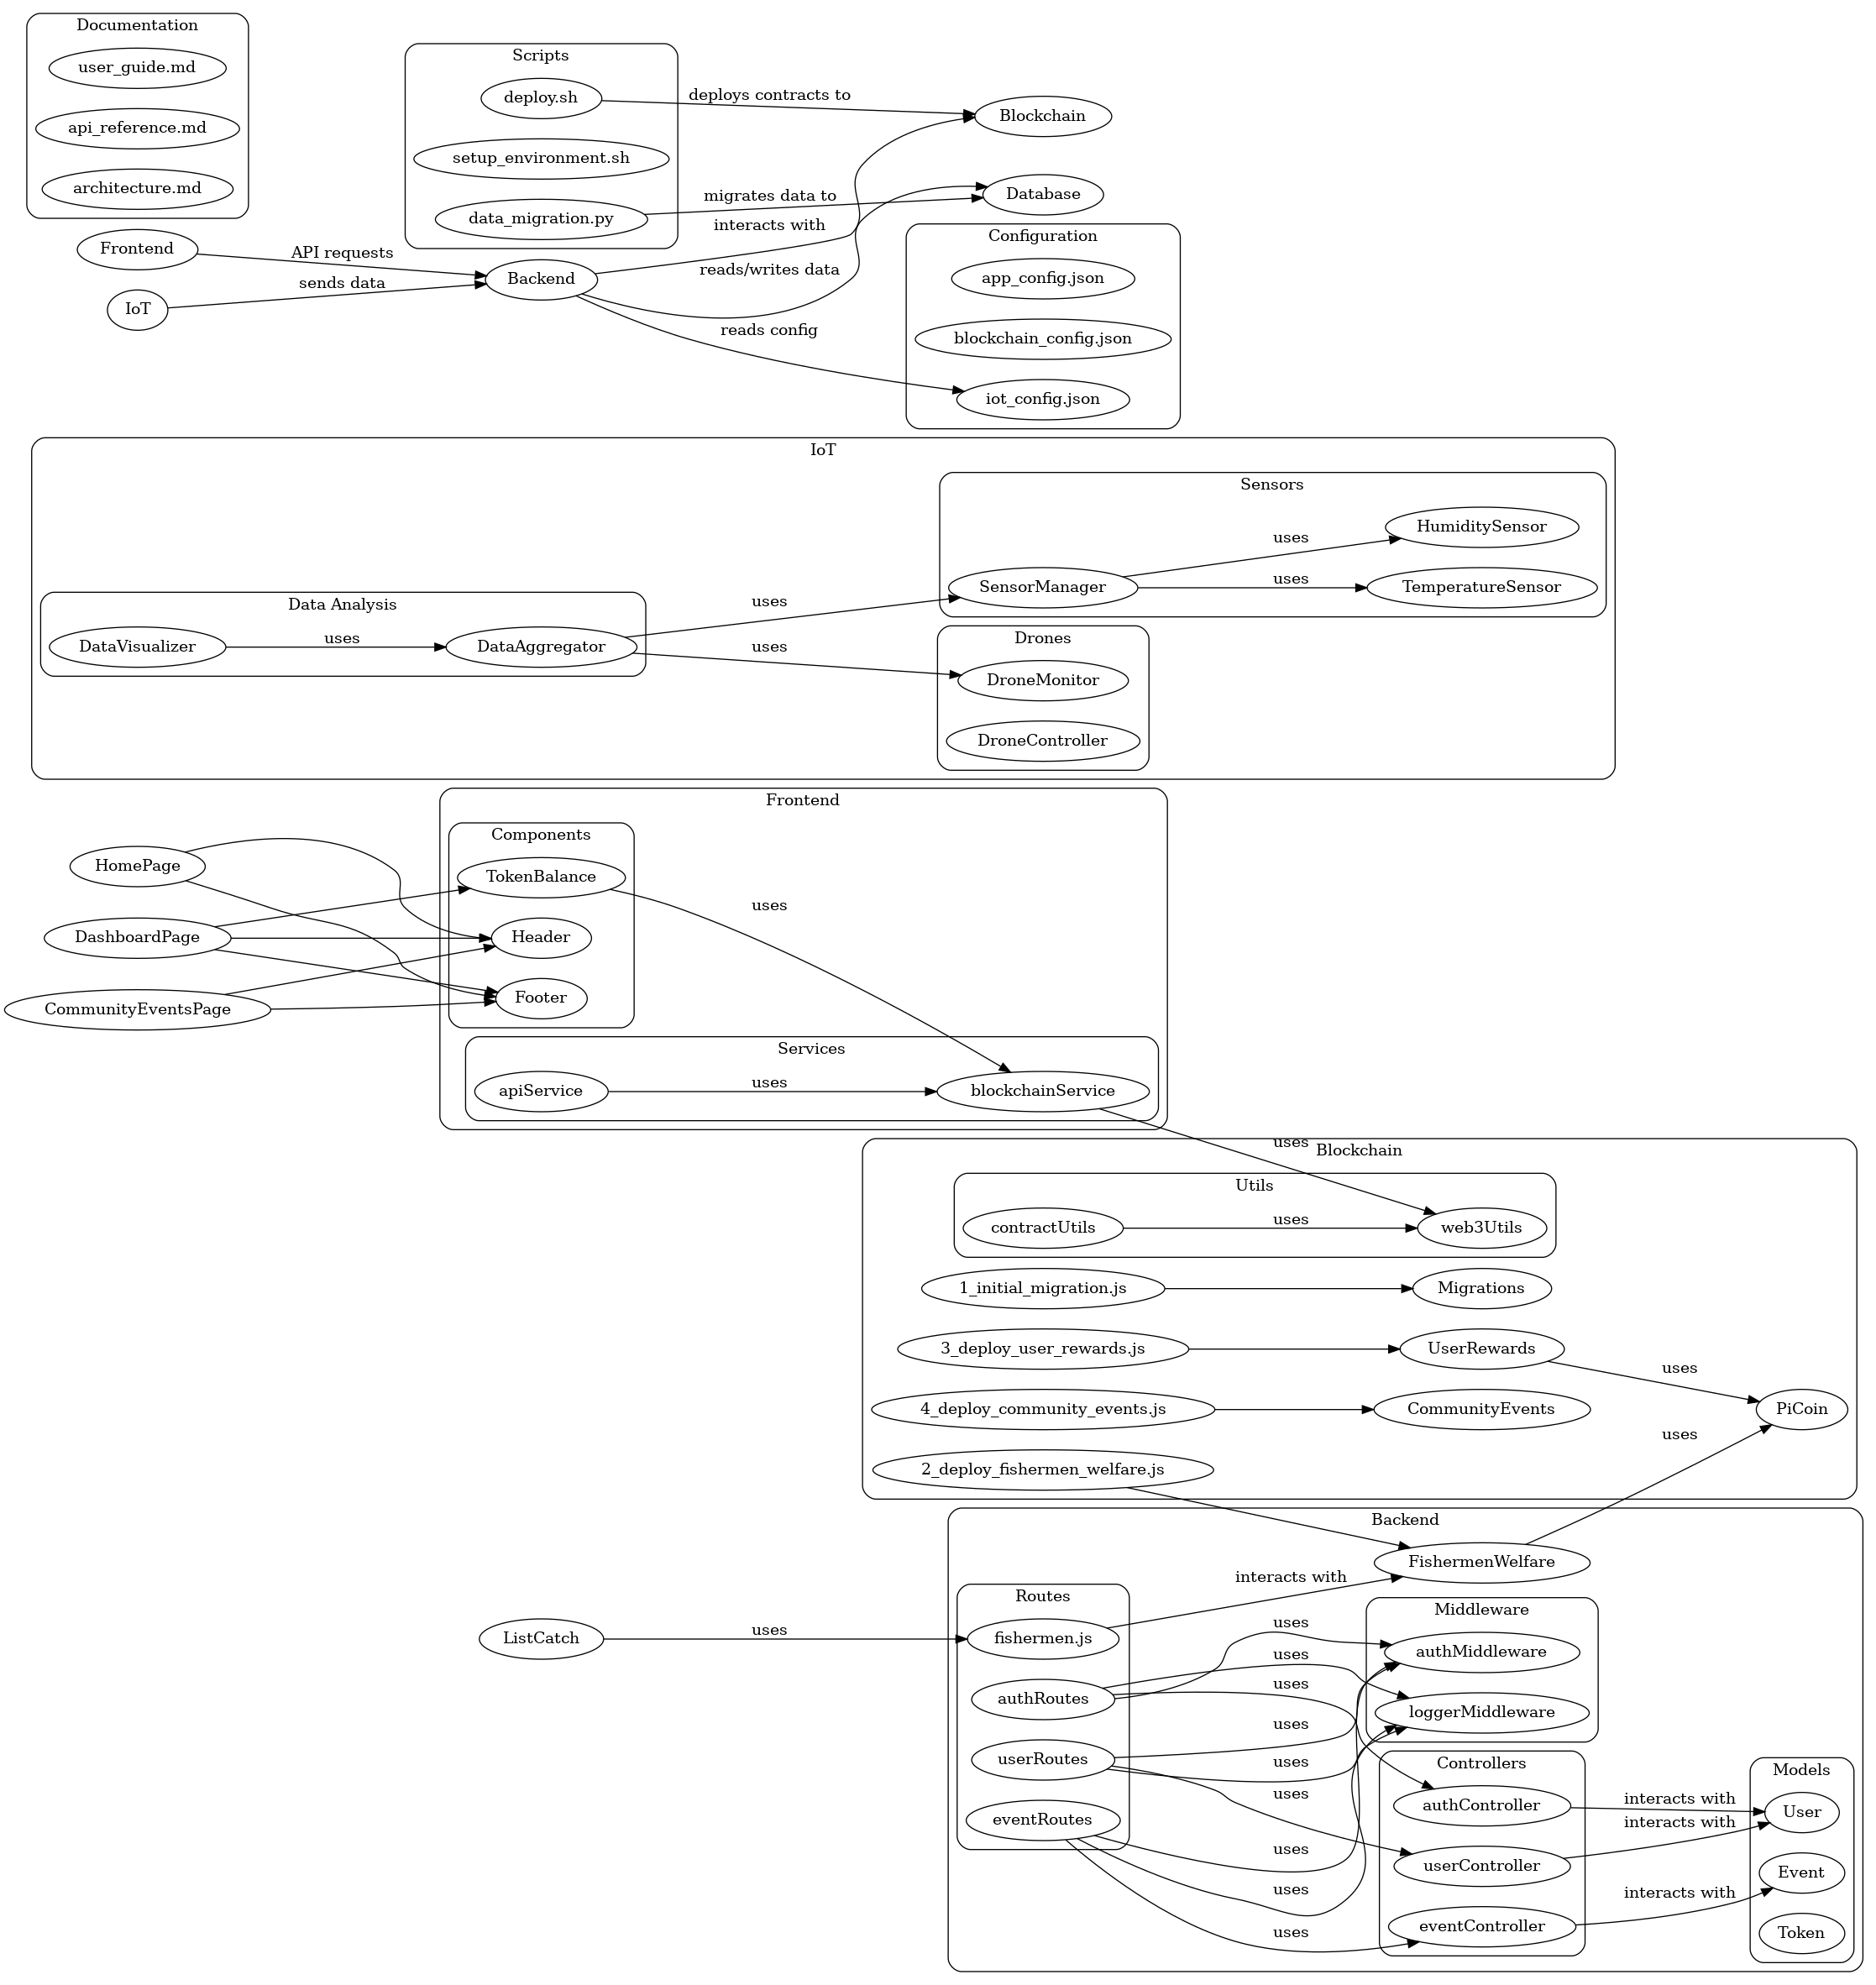 Documentation
user_guide.md
api_reference.md
architecture.md
Scripts
deploy.sh
setup_environment.sh
data_migration.py
deploys contracts to
migrates data to
Blockchain
Database
Frontend
API requests
IoT
sends data
Backend
interacts with
reads/writes data
reads config
Configuration
app_config.json
blockchain_config.json
iot_config.json
IoT
Data Analysis
DataVisualizer
uses
DataAggregator
uses
uses
Sensors
SensorManager
uses
uses
HumiditySensor
TemperatureSensor
Drones
DroneMonitor
DroneController
HomePage
DashboardPage
CommunityEventsPage
Frontend
Components
TokenBalance
Header
Footer
uses
Services
apiService
uses
blockchainService
uses
Blockchain
Utils
contractUtils
uses
web3Utils
1_initial_migration.js
Migrations
3_deploy_user_rewards.js
UserRewards
uses
4_deploy_community_events.js
CommunityEvents
PiCoin
uses
2_deploy_fishermen_welfare.js
Backend
FishermenWelfare
ListCatch
uses
Routes
fishermen.js
authRoutes
userRoutes
eventRoutes
interacts with
uses
uses
uses
uses
uses
uses
uses
uses
uses
Middleware
authMiddleware
loggerMiddleware
Controllers
authController
userController
eventController
interacts with
interacts with
interacts with
Models
User
Event
Token